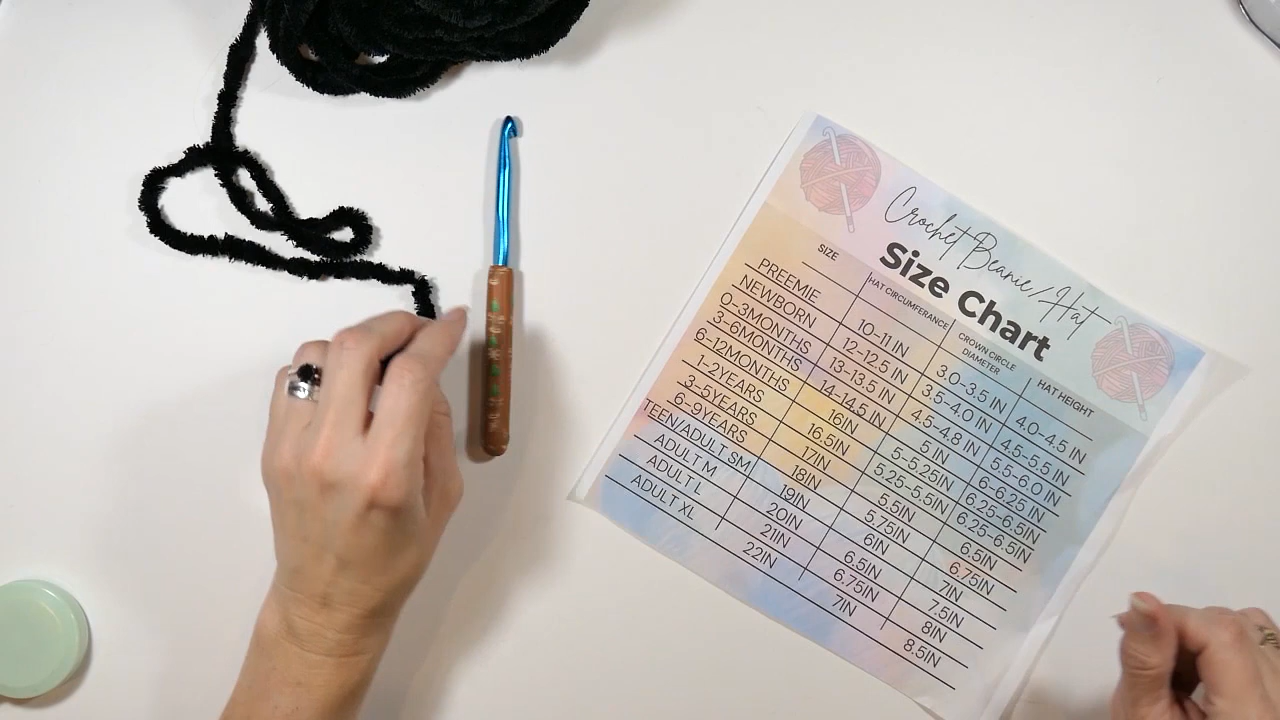 Crochet Beanie/Hat
Size Chart
SIZE HAT CIRCUMFERANCE CROWN CIRCLE DIAMETER HAT HEIGHT
PREEMIE 10-11 IN 3.0-3.5 IN 4.0-4.5 IN
NEWBORN 12-12.5 IN 3.5-4.0 IN 4.5-5.5 IN
0-3MONTHS 13-13.5 IN 4.5-4.8 IN 5.5-6.0 IN
3-6MONTHS 14-14.5 IN 5 IN 6-6.25 IN
6-12MONTHS 16IN 5-5.25IN 6.25-6.5IN
1-2YEARS 16.5IN 5.25-5.5IN 6.25-6.5IN
3-5YEARS 17IN 5.5IN 6.5IN
6-9YEARS 18IN 5.75IN 6.75IN
TEEN/ADULT SM 19IN 6IN 7IN
ADULT M 20IN 6.5IN 7.5IN
ADULT L 21IN 6.75IN 8IN
ADULT XL 22IN 7IN 8.5IN